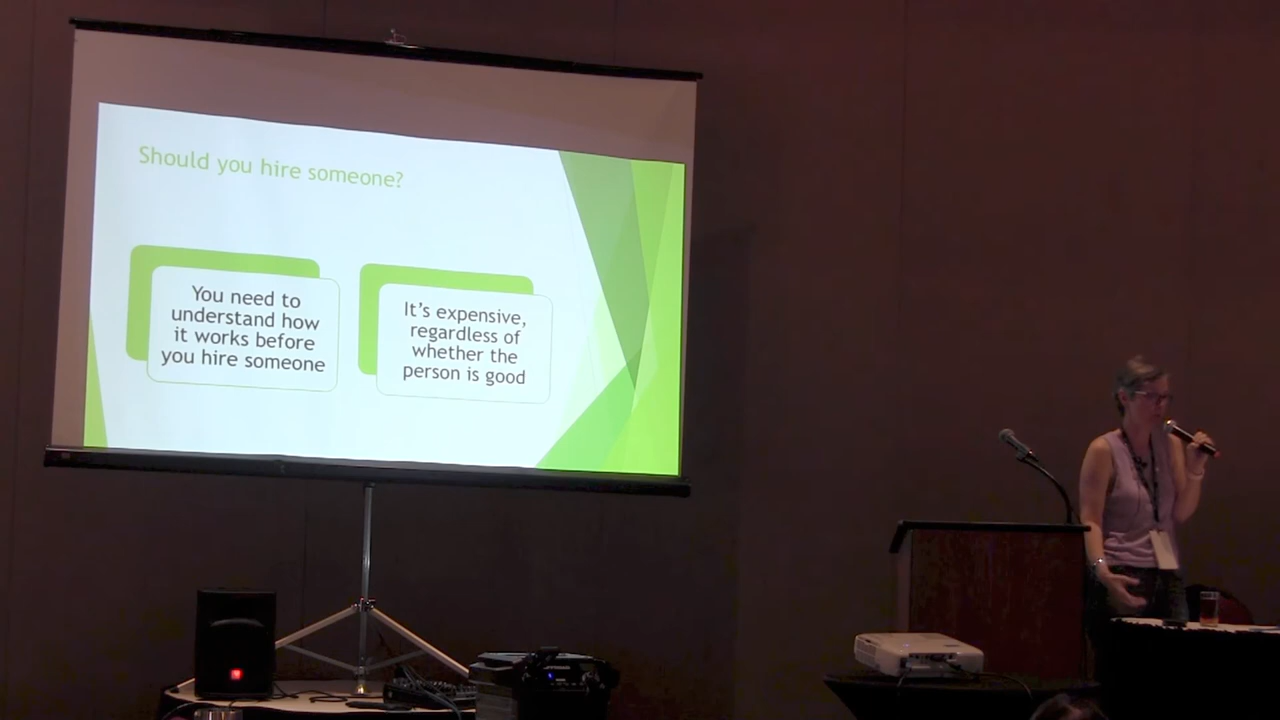 Should you hire someone?
You need to
understand how
it works before
you hire someone
It's expensive,
regardless of
whether the
person is good